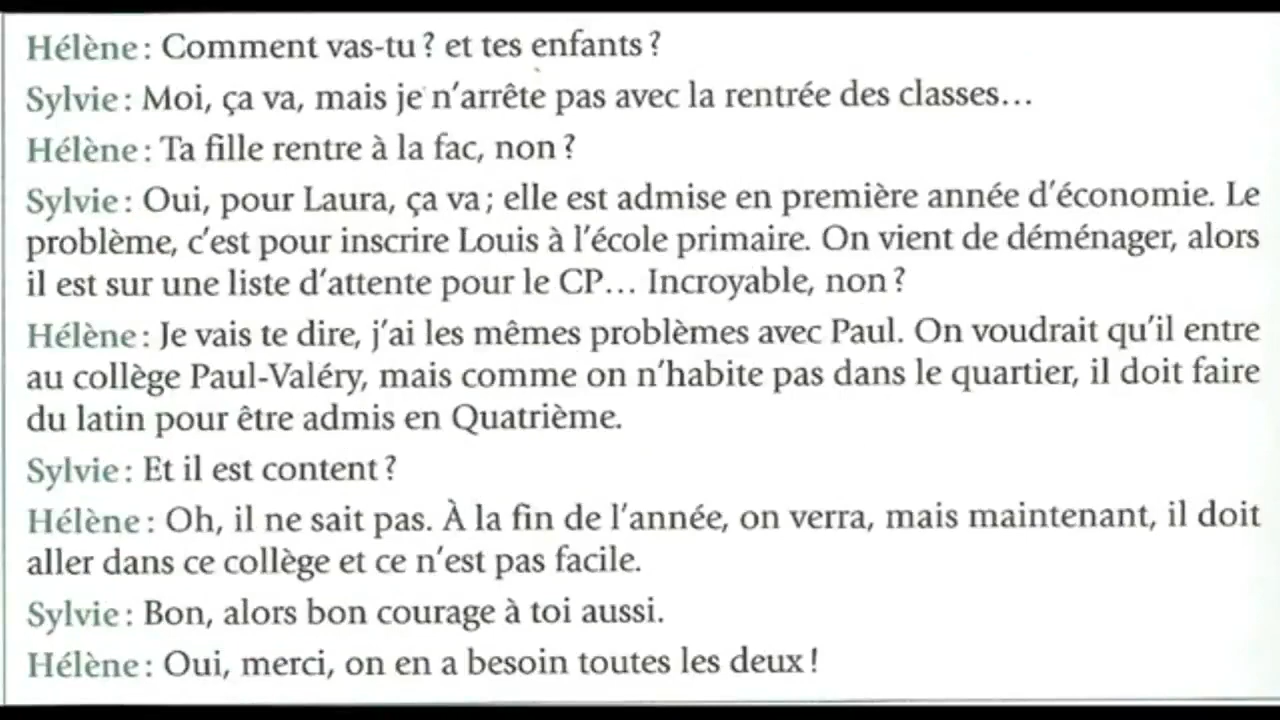 Hélène : Comment vas-tu ? et tes enfants ?
Sylvie : Moi, ça va, mais je n'arrête pas avec la rentrée des classes…
Hélène : Ta fille rentre à la fac, non ?
Sylvie : Oui, pour Laura, ça va ; elle est admise en première année d'économie. Le
problème, c'est pour inscrire Louis à l'école primaire. On vient de déménager, alors
il est sur une liste d'attente pour le CP… Incroyable, non ?
Hélène : Je vais te dire, j'ai les mêmes problèmes avec Paul. On voudrait qu'il entre
au collège Paul-Valéry, mais comme on n'habite pas dans le quartier, il doit faire
du latin pour être admis en Quatrième.
Sylvie : Et il est content ?
Hélène : Oh, il ne sait pas. À la fin de l'année, on verra, mais maintenant, il doit
aller dans ce collège et ce n'est pas facile.
Sylvie : Bon, alors bon courage à toi aussi.
Hélène : Oui, merci, on en a besoin toutes les deux !